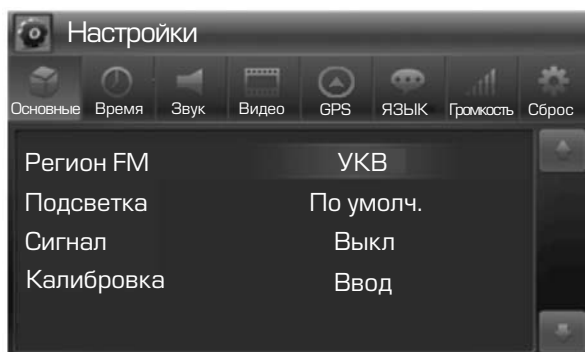 Настройки
Основные Время Звук Видео GPS ЯЗЫК Громкость Сброс
Регион FM УКВ
Подсветка По умолч.
Сигнал Выкл
Калибровка Ввод